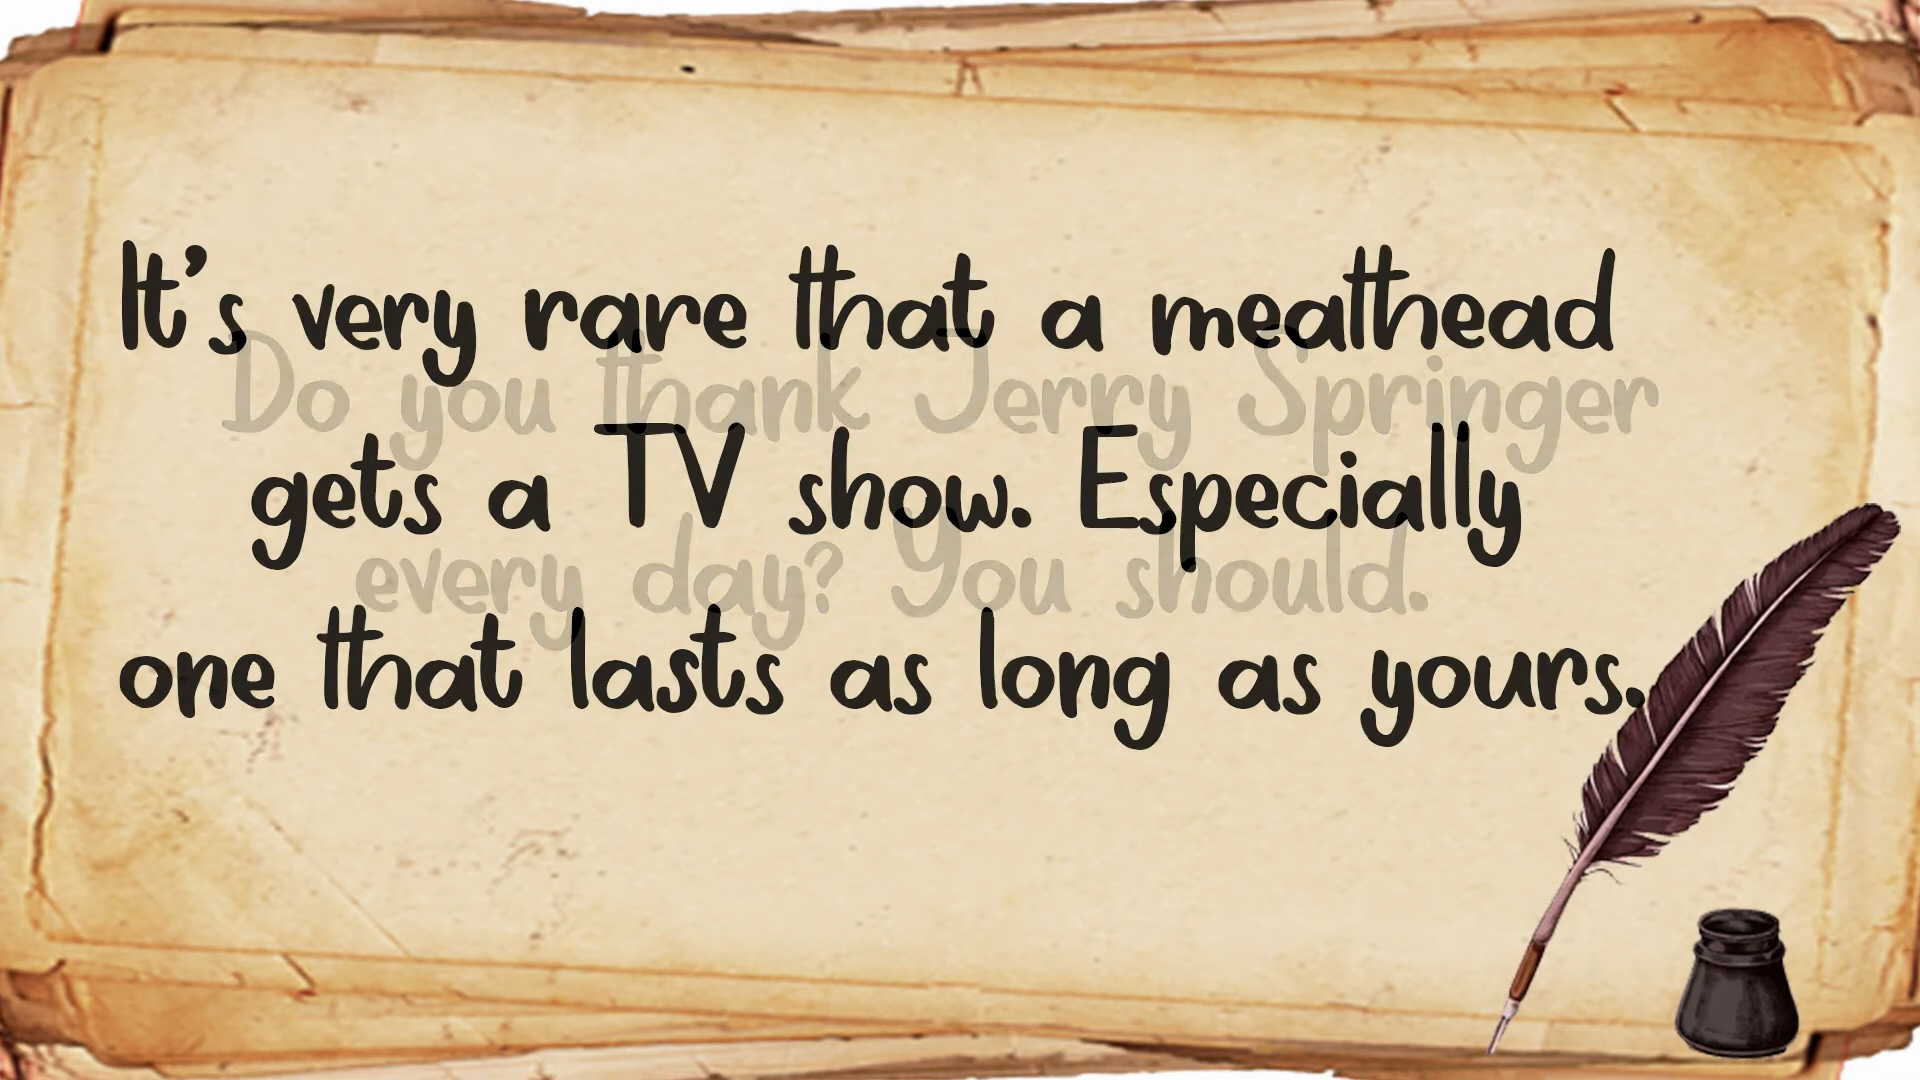 It's very rare that a meathead
Do you thank Jerry Springer
gets a TV show. Especially
every day? You should.
one that lasts as long as yours.